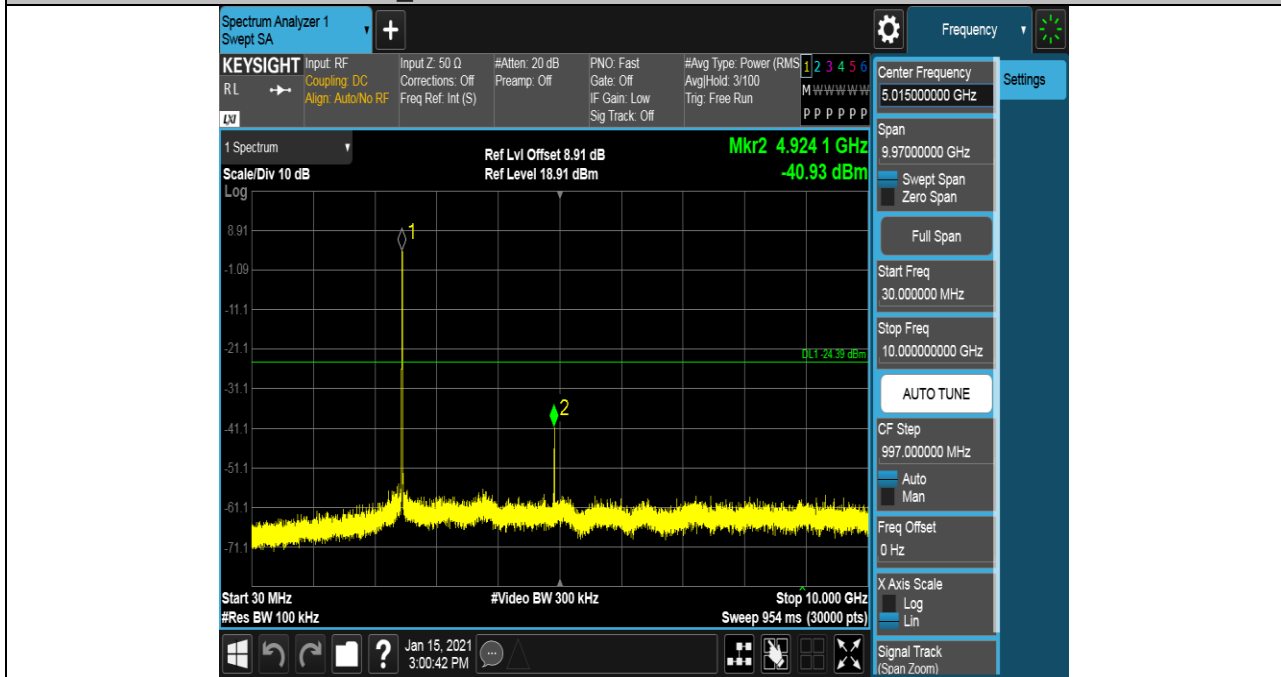 Spectrum Analyzer 1
Swept SA
+
Frequency
KEYSIGHT
RL
LXI
Input: RF
Coupling: DC
Align: Auto/No RF
Input Z: 50 Ω
Corrections: Off
Freq Ref: Int (S)
#Atten: 20 dB
Preamp: Off
PNO: Fast
Gate: Off
IF Gain: Low
Sig Track: Off
#Avg Type: Power (RMS
Avg|Hold: 3/100
Trig: Free Run
1 2 3 4 5 6
M W W W W W
P P P P P P
1 Spectrum
Scale/Div 10 dB
Ref Lvl Offset 8.91 dB
Ref Level 18.91 dBm
Mkr2 4.924 1 GHz
-40.93 dBm
Log
8.91
-1.09
-11.1
-21.1
-31.1
-41.1
-51.1
-61.1
-71.1
1
2
DL1 -24.39 dBm
Start 30 MHz
#Res BW 100 kHz
#Video BW 300 kHz
Stop 10.000 GHz
Sweep 954 ms (30000 pts)
Center Frequency
5.015000000 GHz
Settings
Span
9.97000000 GHz
Swept Span
Zero Span
Full Span
Start Freq
30.000000 MHz
Stop Freq
10.000000000 GHz
AUTO TUNE
CF Step
997.000000 MHz
Auto
Man
Freq Offset
0 Hz
X Axis Scale
Log
Lin
Signal Track
(Span Zoom)
?
Jan 15, 2021
3:00:42 PM